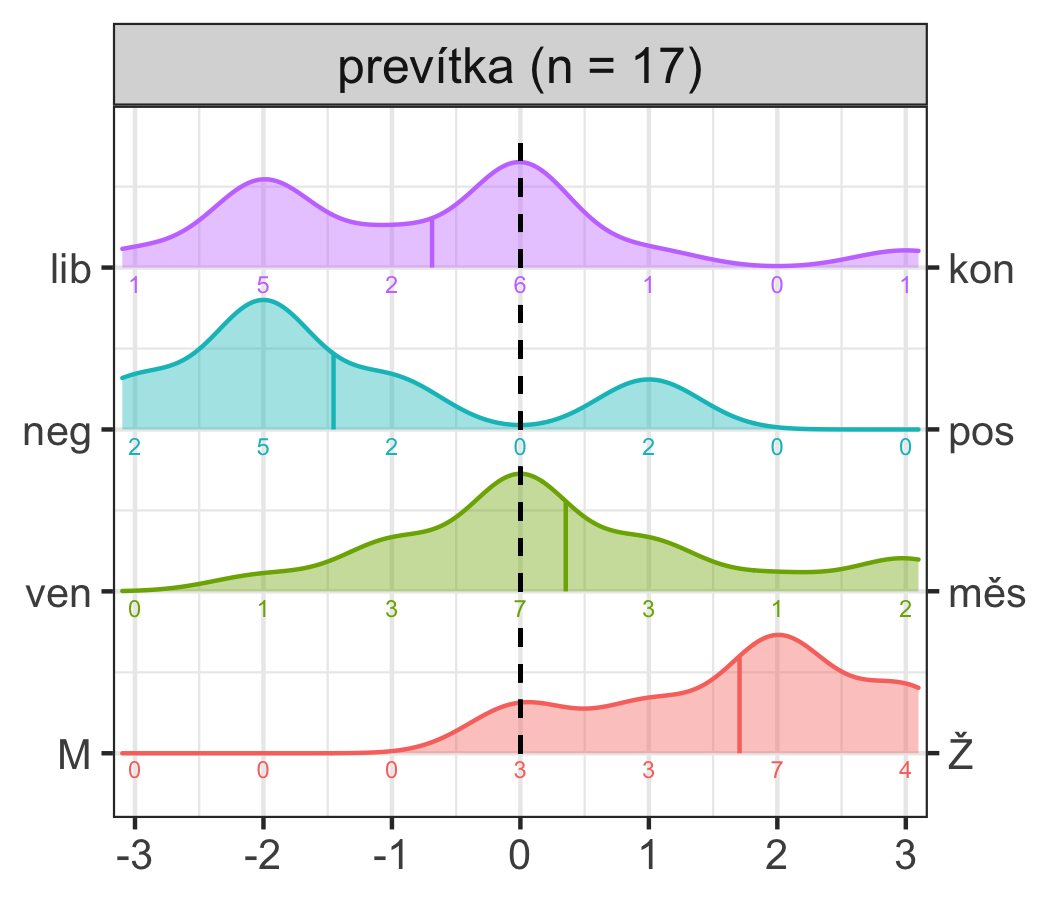 prevítka (n = 17)
lib kon
1 5 2 6 1 0 1
neg pos
2 5 2 0 2 0 0
ven měs
0 1 3 7 3 1 2
M Ž
0 0 0 3 3 7 4
-3 -2 -1 0 1 2 3